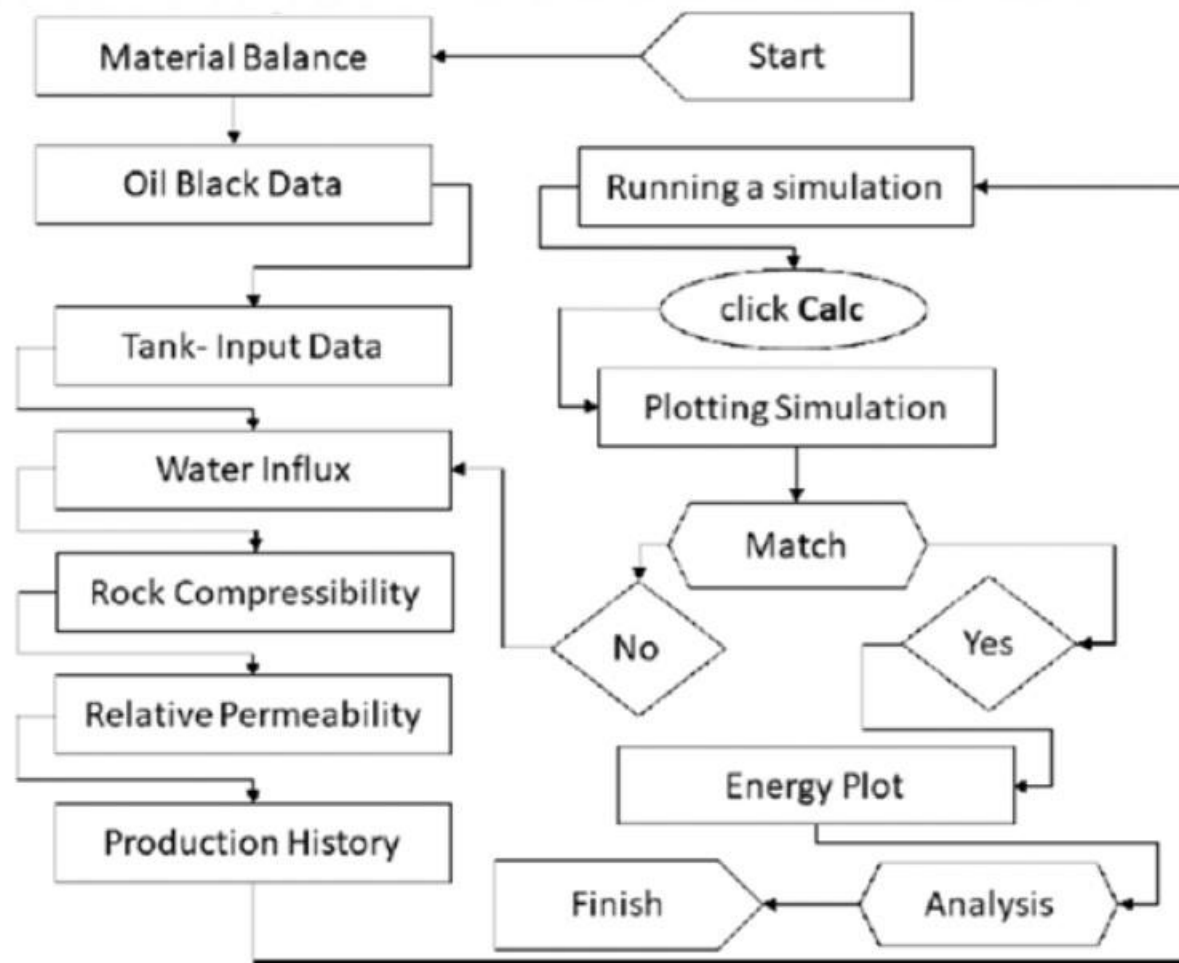 Start
Material Balance
Oil Black Data
Tank- Input Data
Water Influx
Rock Compressibility
Relative Permeability
Production History
Running a simulation
click Calc
Plotting Simulation
Match
No
Yes
Energy Plot
Analysis
Finish